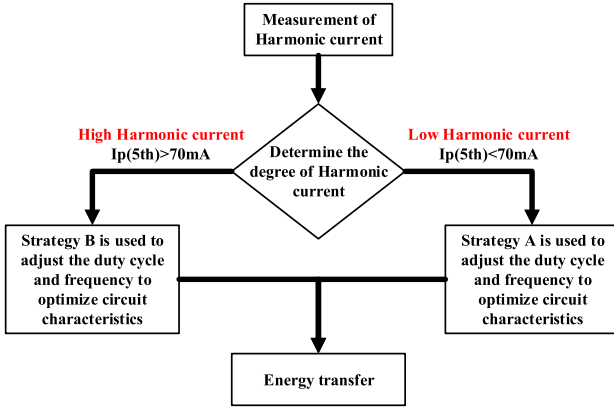 Measurement of
Harmonic current
High Harmonic current
Ip(5th)>70mA
Low Harmonic current
Ip(5th)<70mA
Determine the
degree of Harmonic
current
Strategy B is used to
adjust the duty cycle
and frequency to
optimize circuit
characteristics
Strategy A is used to
adjust the duty cycle
and frequency to
optimize circuit
characteristics
Energy transfer